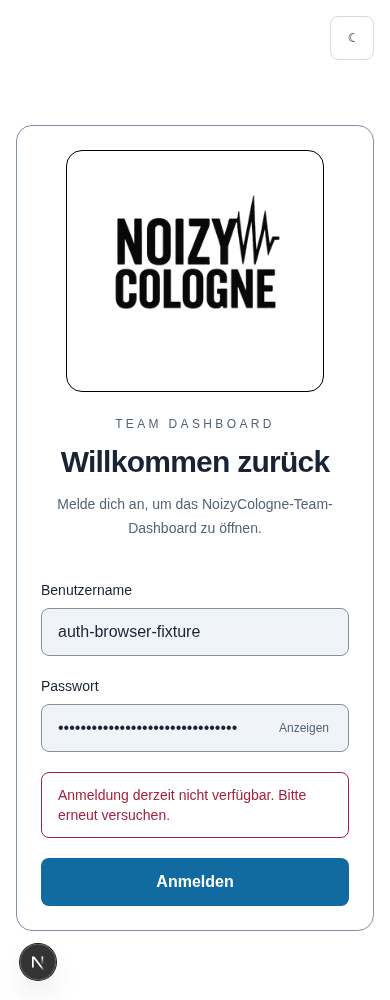 NOIZY
COLOGNE
TEAM DASHBOARD
Willkommen zurück
Melde dich an, um das NoizyCologne-Team-
Dashboard zu öffnen.
Benutzername
auth-browser-fixture
Passwort
••••••••••••••••••••••••••••••••
Anzeigen
Anmeldung derzeit nicht verfügbar. Bitte
erneut versuchen.
Anmelden
N